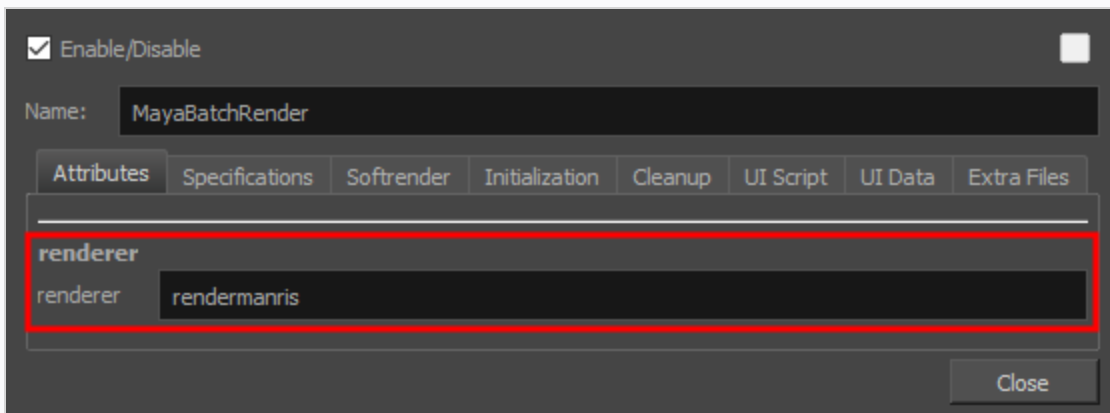 Enable/Disable
Name: MayaBatchRender
Attributes Specifications Softrender Initialization Cleanup UI Script UI Data Extra Files
renderer
renderer rendermanris
Close